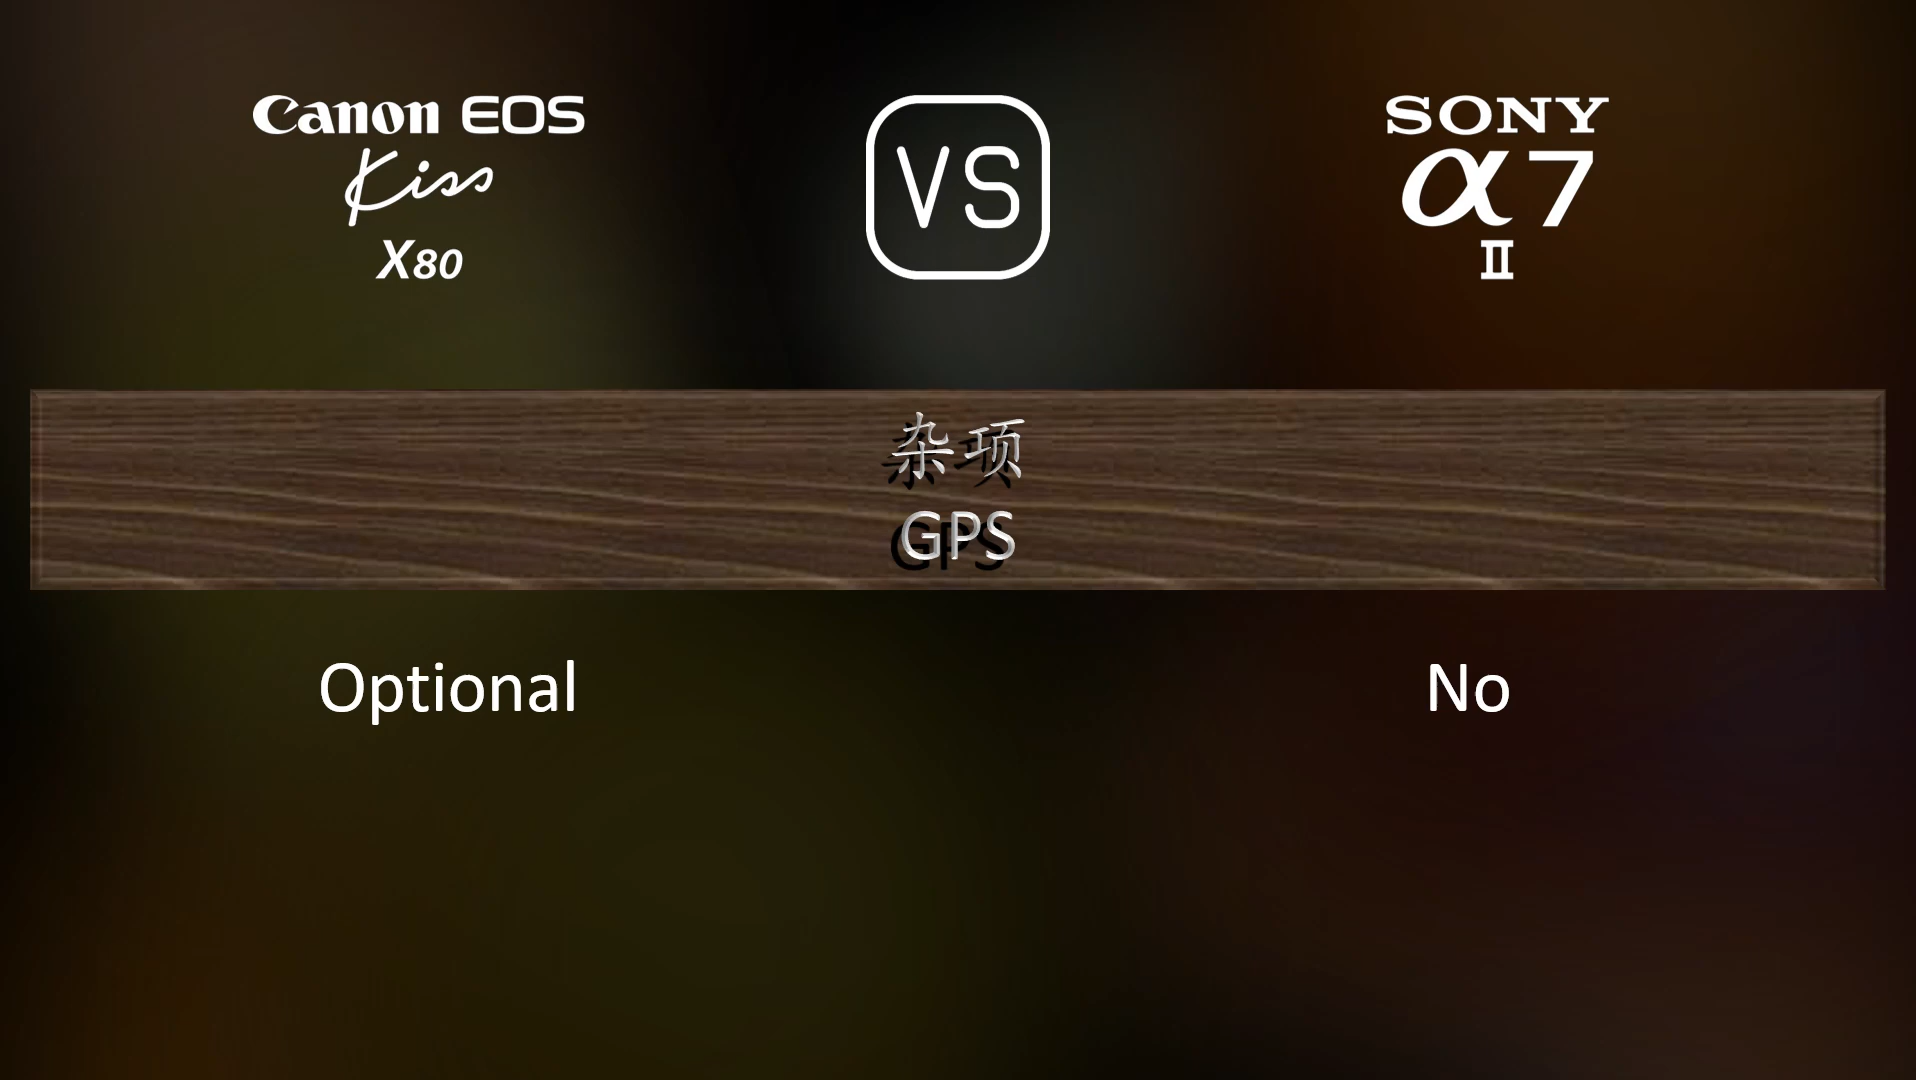 Canon EOS
Kiss
X80
VS
SONY
α7
II
杂项
GPS
Optional
No